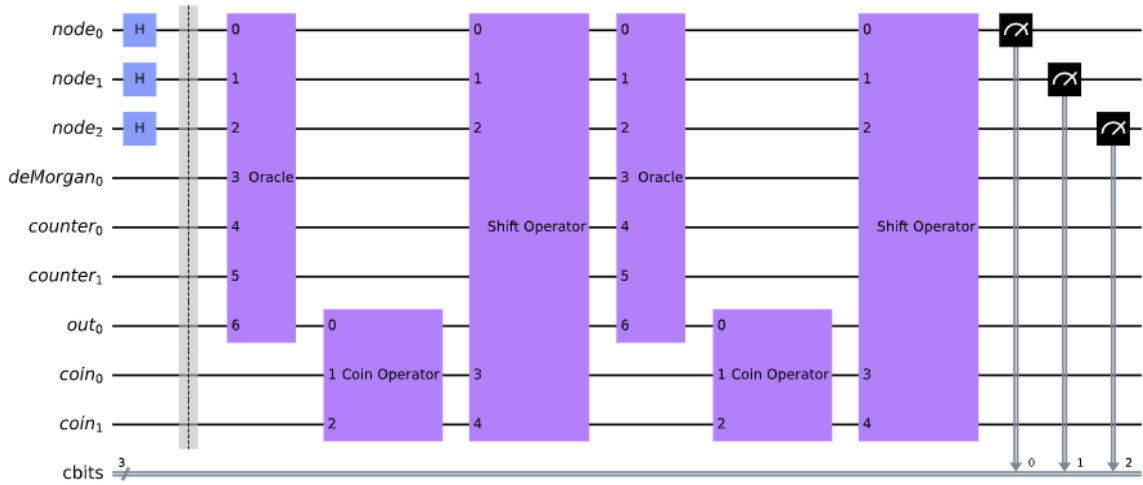 node₀ H 0 0 0 0
node₁ H 1 1 1 1
node₂ H 2 2 2 2
deMorgan₀ 3 Oracle 3 Oracle
counter₀ 4 Shift Operator 4 Shift Operator
counter₁ 5 5
out₀ 6 0 6 0
coin₀ 1 Coin Operator 3 1 Coin Operator 3
coin₁ 2 4 2 4
cbits 3 0 1 2